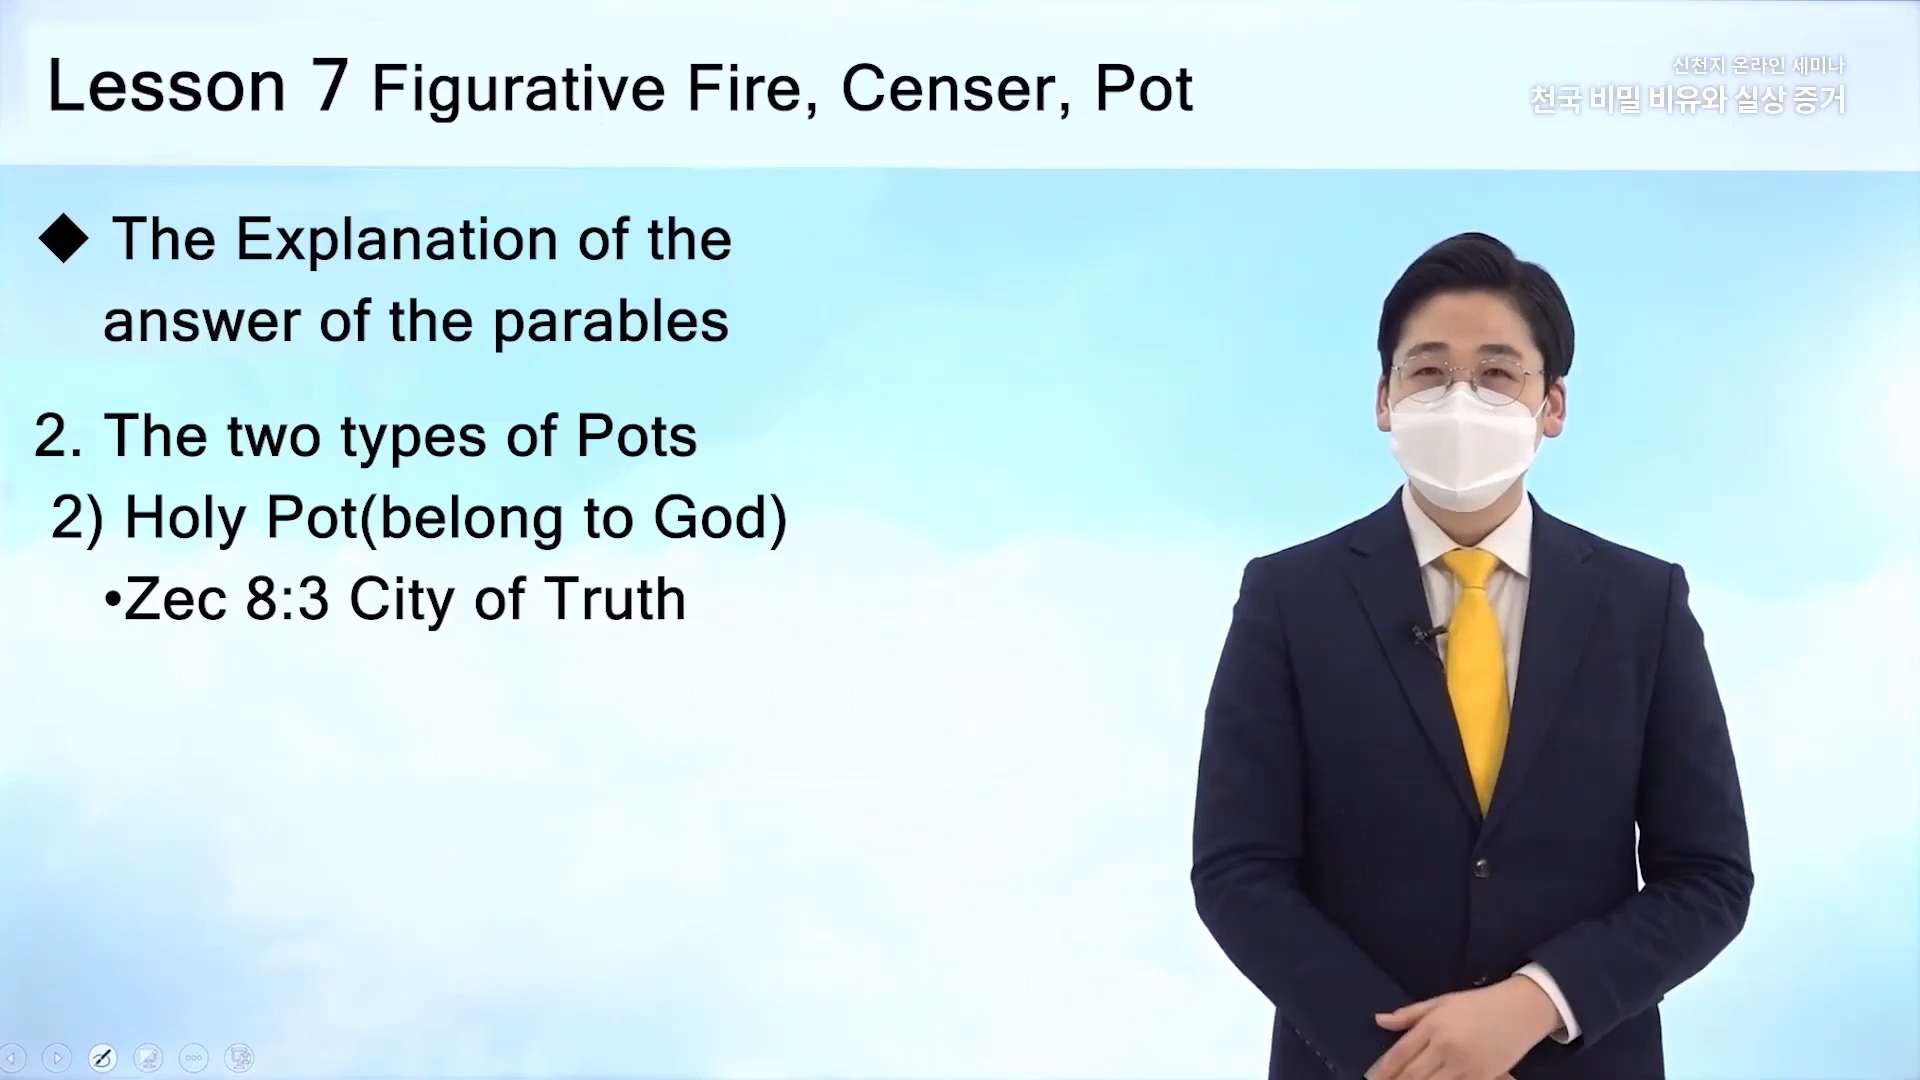 Lesson 7 Figurative Fire, Censer, Pot
신천지 온라인 세미나
천국 비밀 비유와 실상 증거
◆ The Explanation of the
answer of the parables
2. The two types of Pots
2) Holy Pot(belong to God)
•Zec 8:3 City of Truth